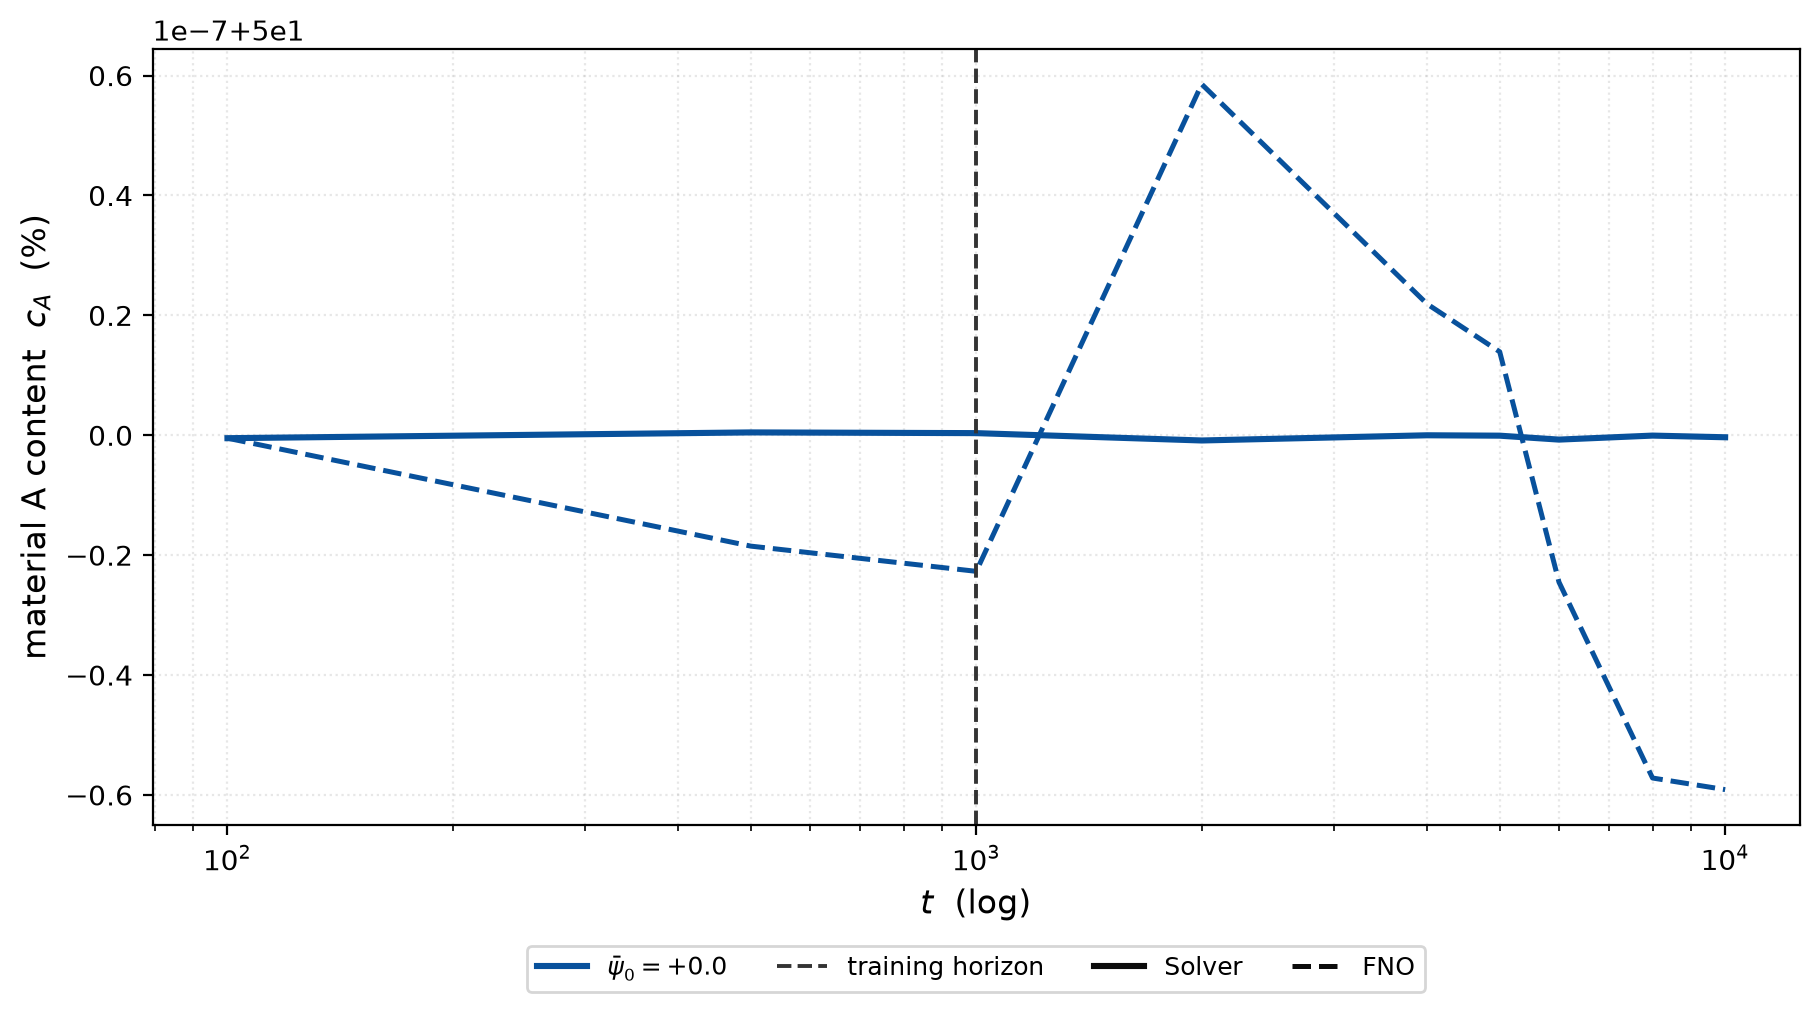 1e−7+5e1
0.6
0.4
0.2
0.0
−0.2
−0.4
−0.6
material A content c_A (%)
10² 10³ 10⁴
t (log)
ψ̄₀ = +0.0 training horizon Solver FNO